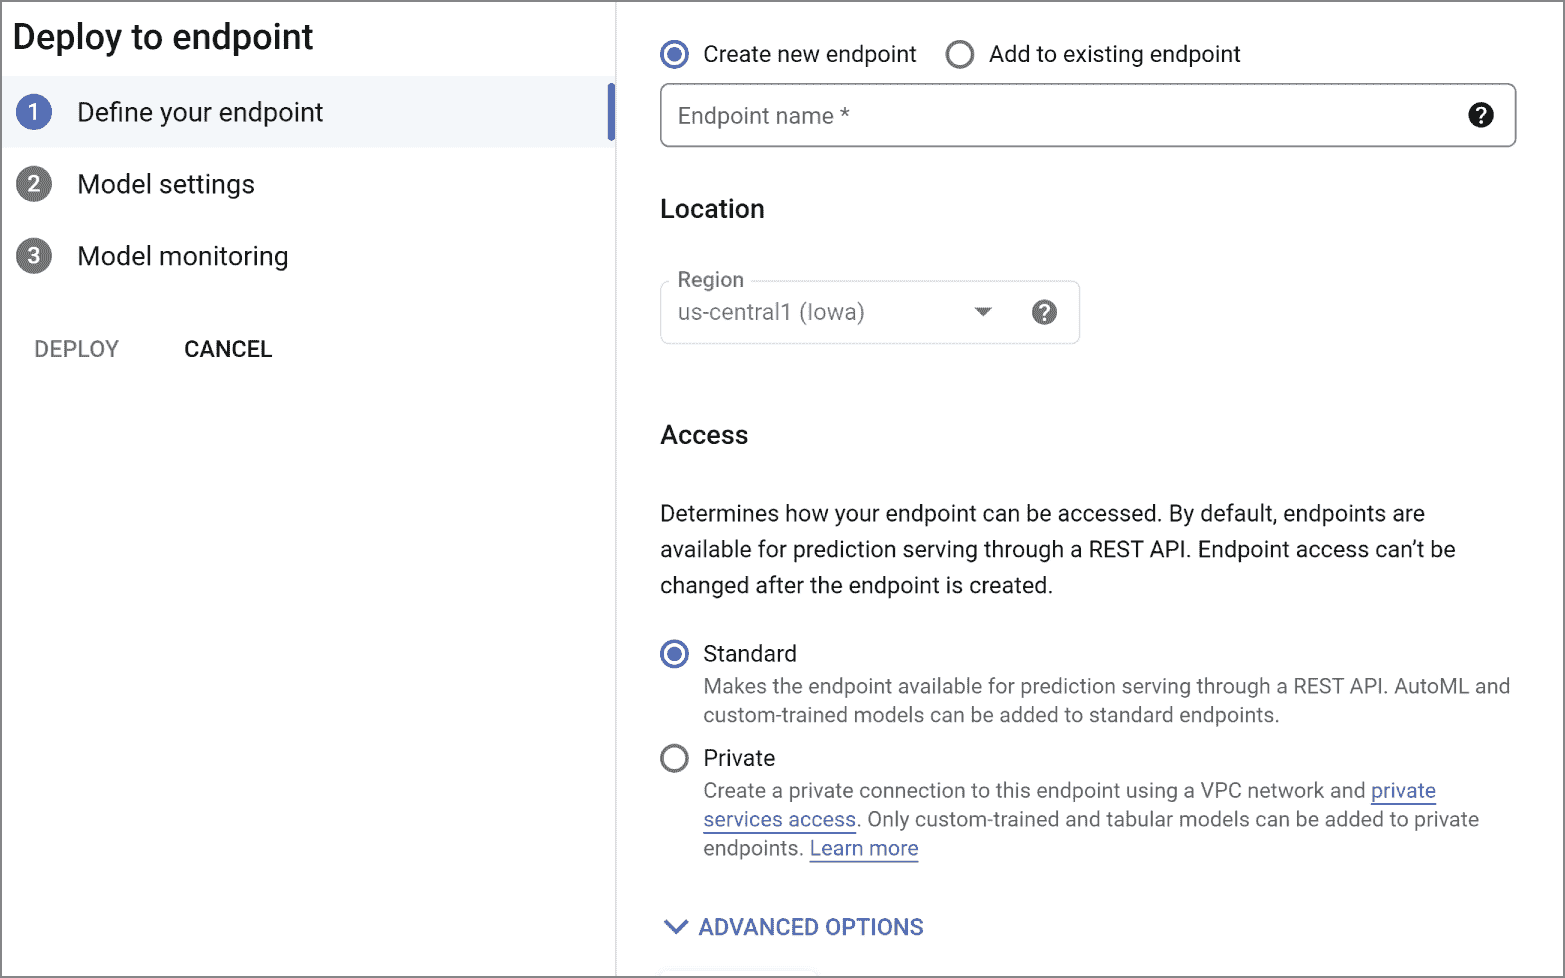 Deploy to endpoint
1 Define your endpoint
2 Model settings
3 Model monitoring
DEPLOY CANCEL
Create new endpoint Add to existing endpoint
Endpoint name *
?
Location
Region
us-central1 (Iowa)
?
Access
Determines how your endpoint can be accessed. By default, endpoints are
available for prediction serving through a REST API. Endpoint access can’t be
changed after the endpoint is created.
Standard
Makes the endpoint available for prediction serving through a REST API. AutoML and
custom-trained models can be added to standard endpoints.
Private
Create a private connection to this endpoint using a VPC network and private
services access. Only custom-trained and tabular models can be added to private
endpoints. Learn more
ADVANCED OPTIONS